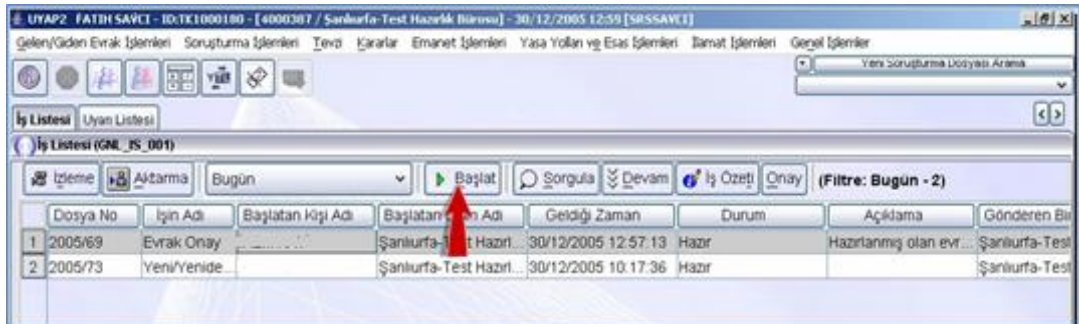 UYAP2 FATİH SAVCI - ID:TK1000180 - [4000387 / Şanlıurfa-Test Hazırlık Bürosu] - 30/12/2005 12:59 [SRSSAVCI]
Gelen/Giden Evrak İşlemleri Soruşturma İşlemleri Tevzi Kararlar Emanet İşlemleri Yasa Yolları ve Esas İşlemleri İlamat İşlemleri Genel İşlemler
Yeni Soruşturma Dosyası Arama
İş Listesi Uyarı Listesi
İş Listesi (GNL_IS_001)
İzleme Aktarma Bugün Başlat Sorgula Devam İş Özeti Onay (Filtre: Bugün - 2)
Dosya No İşin Adı Başlatan Kişi Adı Başlatan Adı Geldiği Zaman Durum Açıklama Gönderen Bir
1 2005/69 Evrak Onay Şanlıurfa-Test Hazırl... 30/12/2005 12:57:13 Hazır Hazırlanmış olan evr... Şanlıurfa-Test
2 2005/73 Yeni/Yenide... Şanlıurfa-Test Hazırl... 30/12/2005 10:17:36 Hazır Şanlıurfa-Test